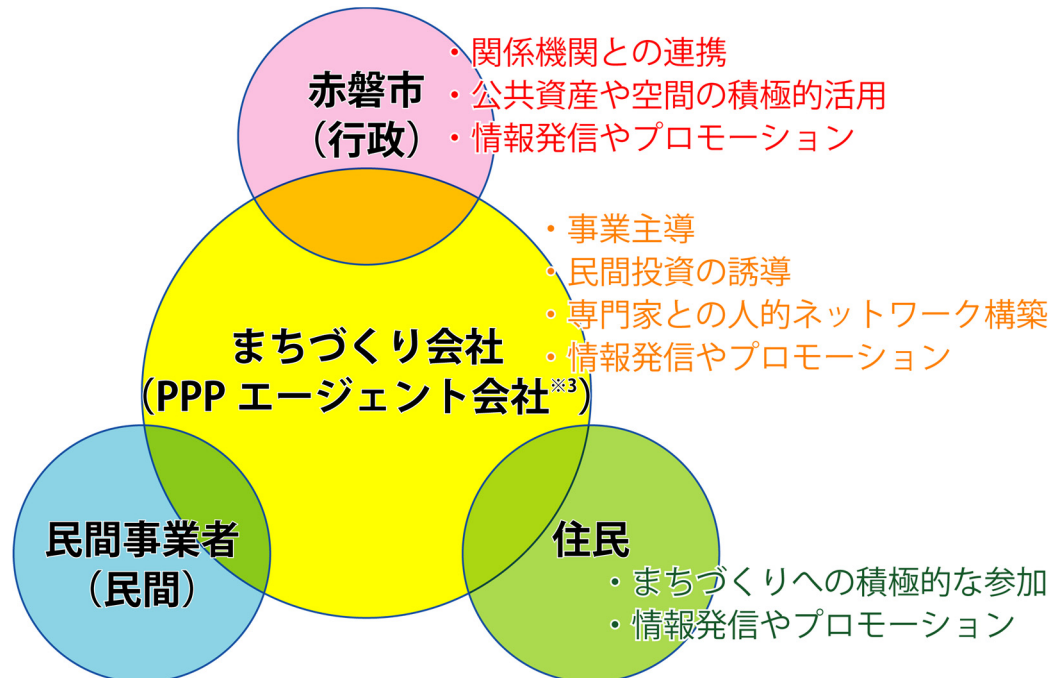 赤磐市
（行政）
・関係機関との連携
・公共資産や空間の積極的活用
・情報発信やプロモーション
・事業主導
・民間投資の誘導
・専門家との人的ネットワーク構築
・情報発信やプロモーション
まちづくり会社
（PPP エージェント会社※3）
民間事業者
（民間）
住民
・まちづくりへの積極的な参加
・情報発信やプロモーション